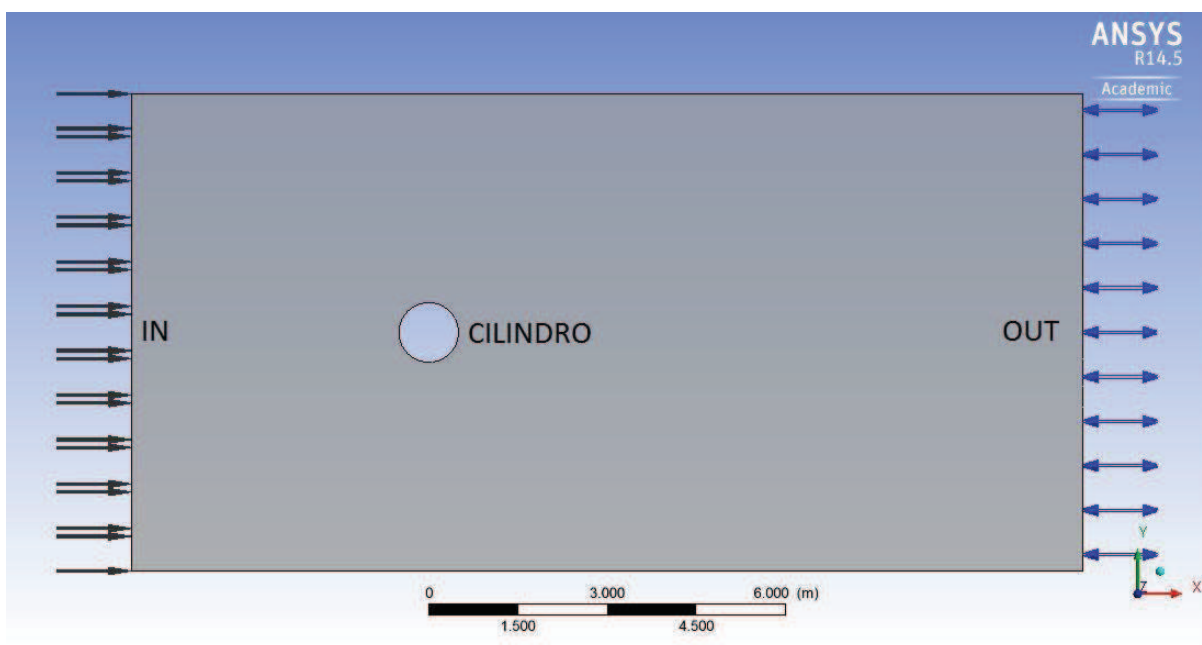 ANSYS
R14.5
Academic
IN
CILINDRO
OUT
0 3.000 6.000 (m)
1.500 4.500
Y
Z
X